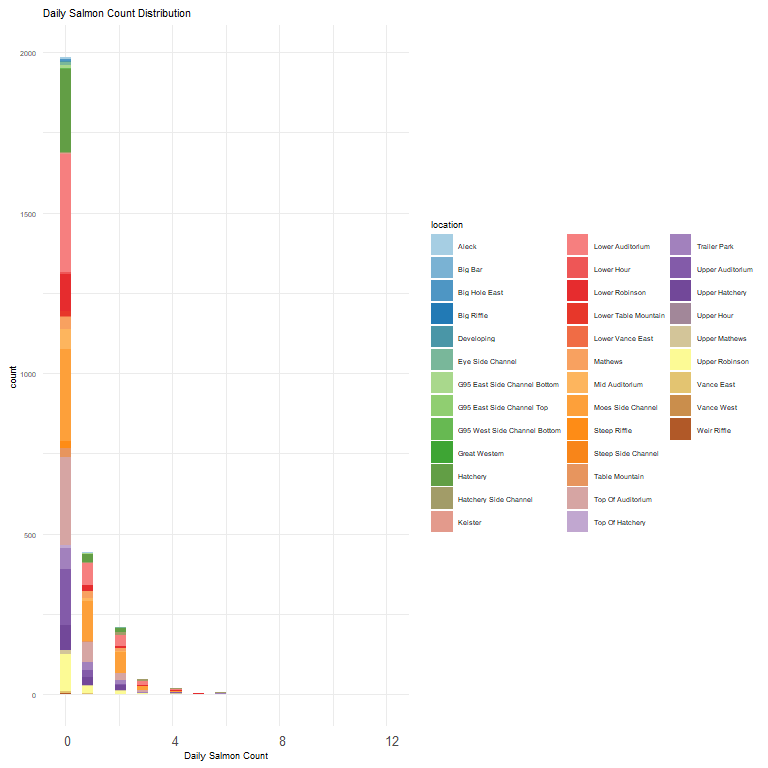 Daily Salmon Count Distribution
2000
1500
1000
500
0
count
0 4 8 12
Daily Salmon Count
location
Aleck
Big Bar
Big Hole East
Big Riffle
Developing
Eye Side Channel
G95 East Side Channel Bottom
G95 East Side Channel Top
G95 West Side Channel Bottom
Great Western
Hatchery
Hatchery Side Channel
Keister
Lower Auditorium
Lower Hour
Lower Robinson
Lower Table Mountain
Lower Vance East
Mathews
Mid Auditorium
Moes Side Channel
Steep Riffle
Steep Side Channel
Table Mountain
Top Of Auditorium
Top Of Hatchery
Trailer Park
Upper Auditorium
Upper Hatchery
Upper Hour
Upper Mathews
Upper Robinson
Vance East
Vance West
Weir Riffle